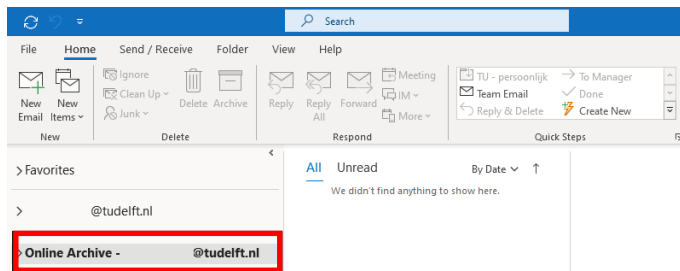 Search
File Home Send / Receive Folder View Help
New Email
New Items
Ignore
Clean Up
Junk
Delete
Archive
Reply
Reply All
Forward
Meeting
IM
More
TU - persoonlijk
Team Email
Reply & Delete
To Manager
Done
Create New
New Delete Respond Quick Steps
Favorites
@tudelft.nl
Online Archive - @tudelft.nl
All Unread By Date
We didn't find anything to show here.